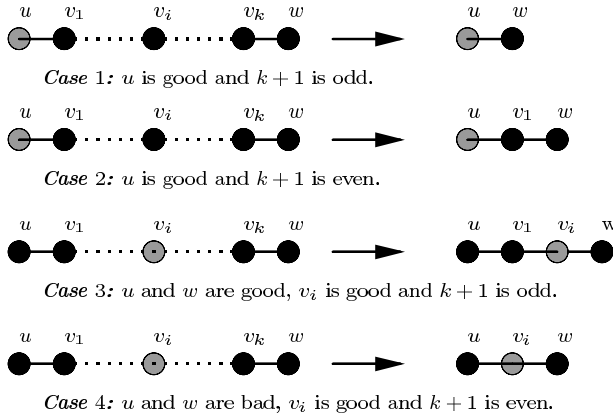 u v₁ vᵢ vₖ w u w
Case 1: u is good and k + 1 is odd.
u v₁ vᵢ vₖ w u v₁ w
Case 2: u is good and k + 1 is even.
u v₁ vᵢ vₖ w u v₁ vᵢ w
Case 3: u and w are good, vᵢ is good and k + 1 is odd.
u v₁ vᵢ vₖ w u vᵢ w
Case 4: u and w are bad, vᵢ is good and k + 1 is even.